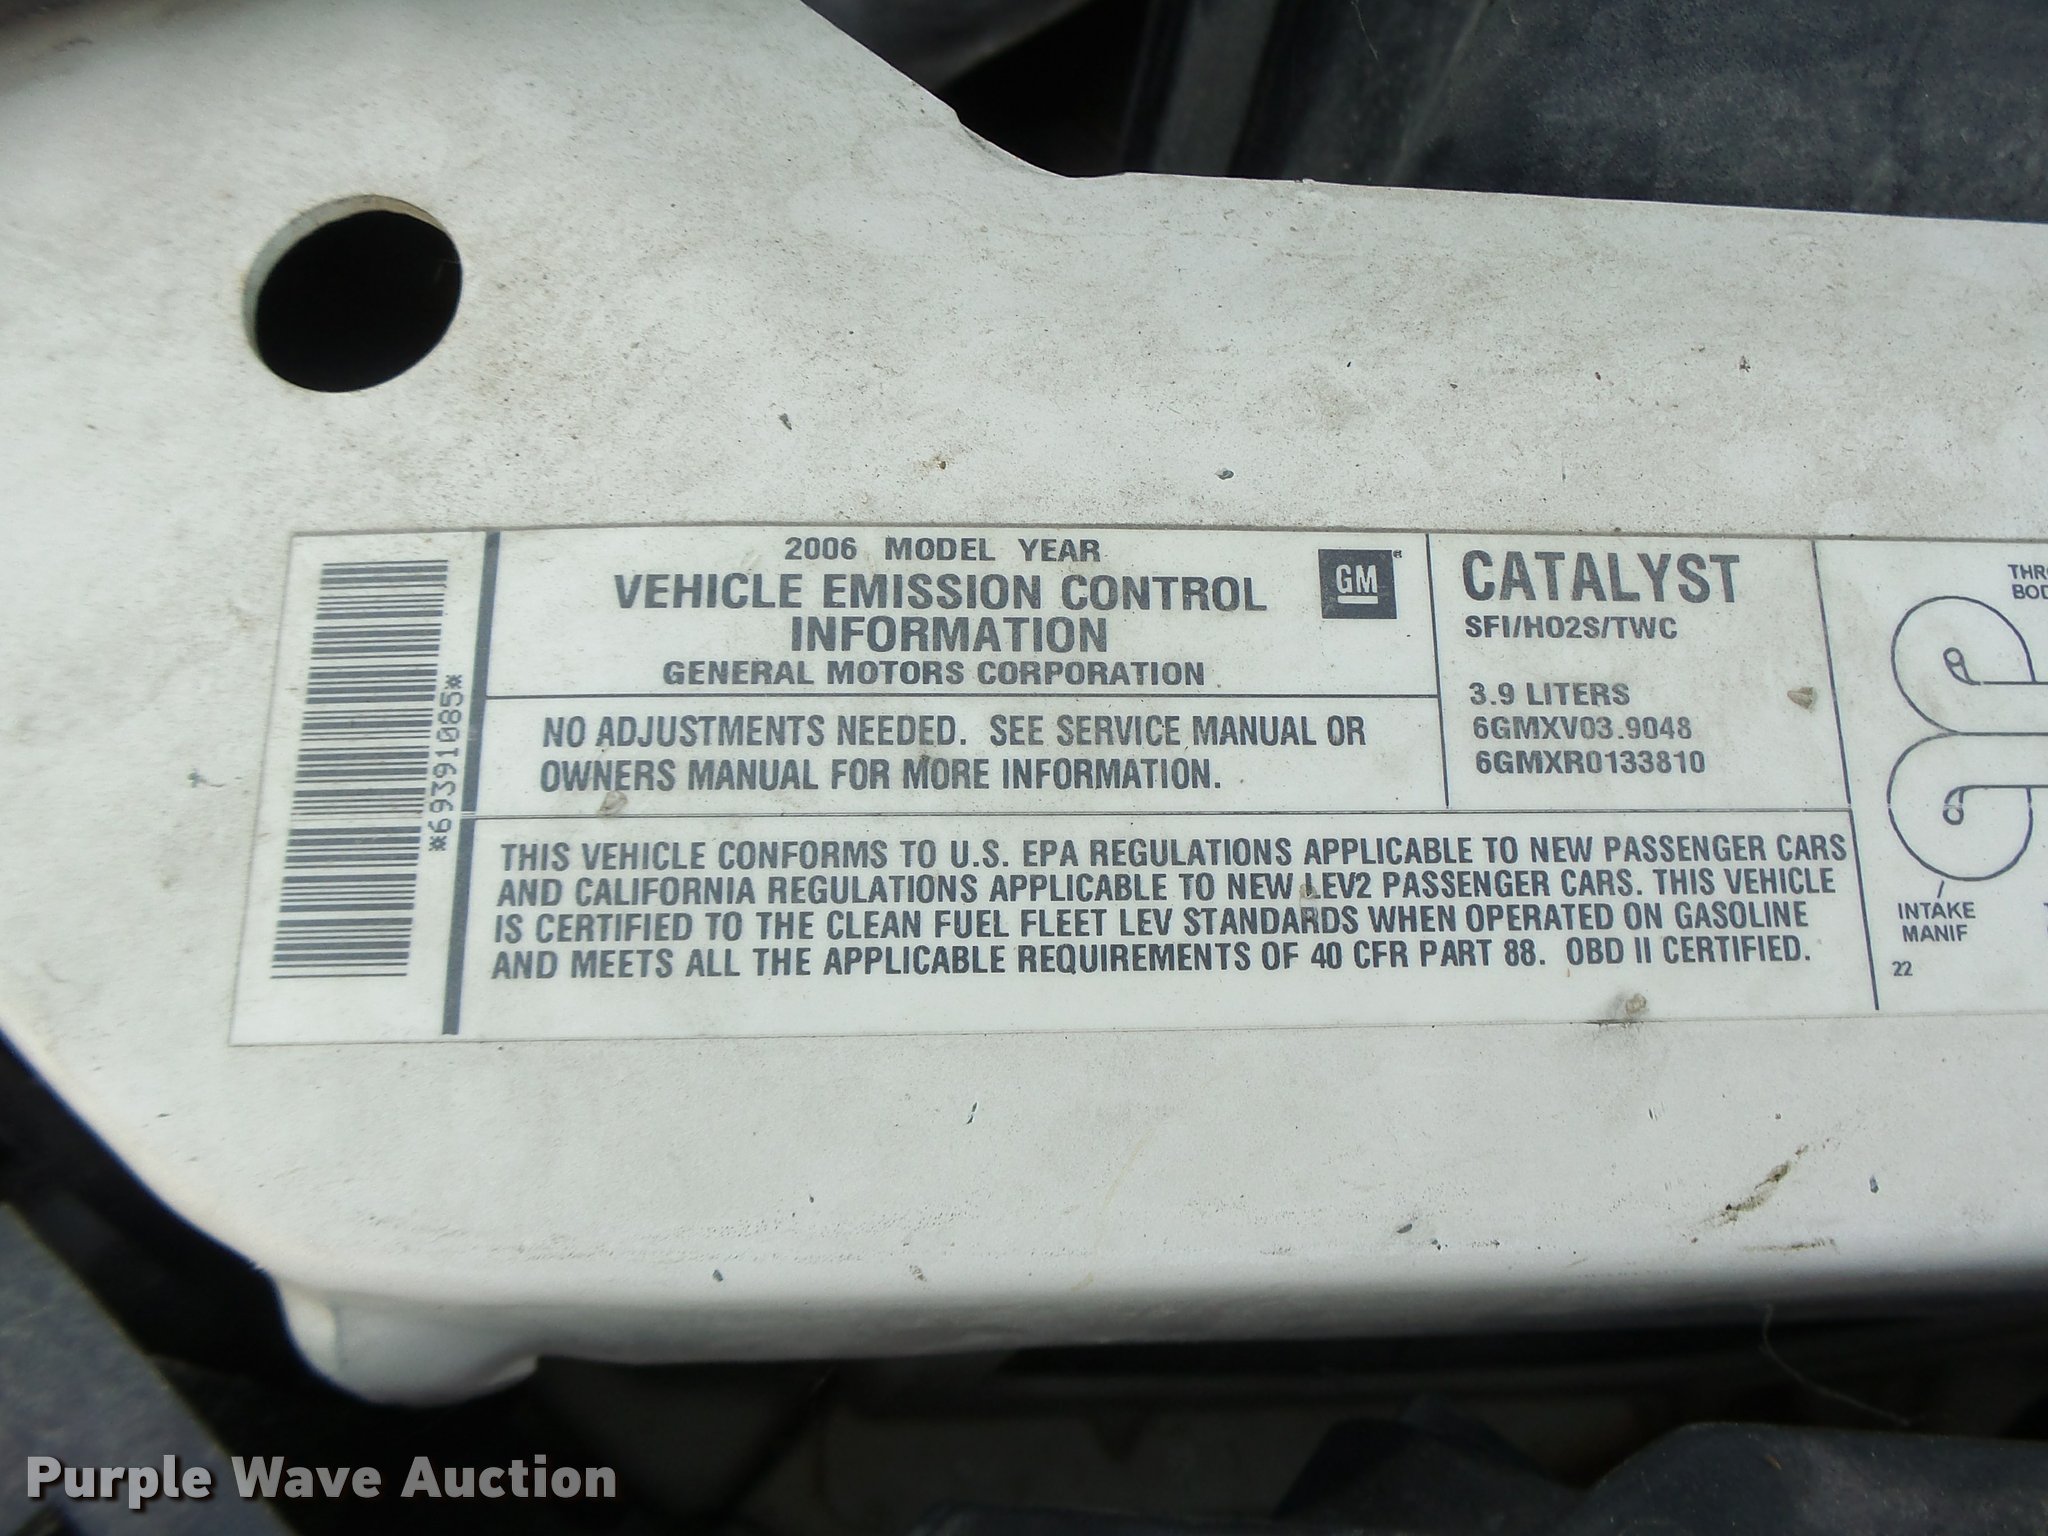 *69391085*
2006 MODEL YEAR
VEHICLE EMISSION CONTROL
INFORMATION
GENERAL MOTORS CORPORATION
GM
NO ADJUSTMENTS NEEDED. SEE SERVICE MANUAL OR
OWNERS MANUAL FOR MORE INFORMATION.
CATALYST
SFI/HO2S/TWC
3.9 LITERS
6GMXV03.9048
6GMXR0133810
THIS VEHICLE CONFORMS TO U.S. EPA REGULATIONS APPLICABLE TO NEW PASSENGER CARS
AND CALIFORNIA REGULATIONS APPLICABLE TO NEW LEV2 PASSENGER CARS. THIS VEHICLE
IS CERTIFIED TO THE CLEAN FUEL FLEET LEV STANDARDS WHEN OPERATED ON GASOLINE
AND MEETS ALL THE APPLICABLE REQUIREMENTS OF 40 CFR PART 88. OBD II CERTIFIED.
INTAKE
MANIF
22
Purple Wave Auction